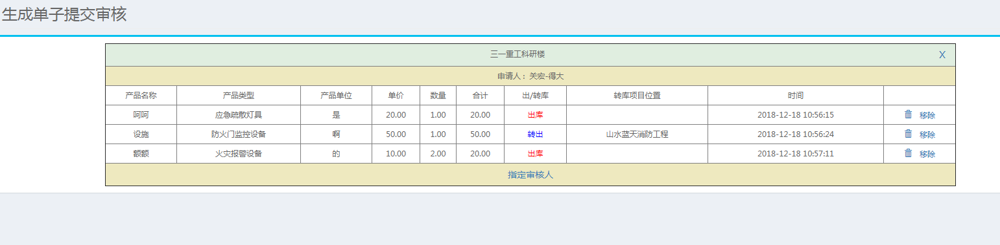 生成单子提交审核
三一重工科研楼 X
申请人：关宏-得大
产品名称 产品类型 产品单位 单价 数量 合计 出/转库 转库项目位置 时间
呵呵 应急疏散灯具 是 20.00 1.00 20.00 出库 2018-12-18 10:56:15 移除
设施 防火门监控设备 啊 50.00 1.00 50.00 转出 山水蓝天消防工程 2018-12-18 10:56:24 移除
额额 火灾报警设备 的 10.00 2.00 20.00 出库 2018-12-18 10:57:11 移除
指定审核人